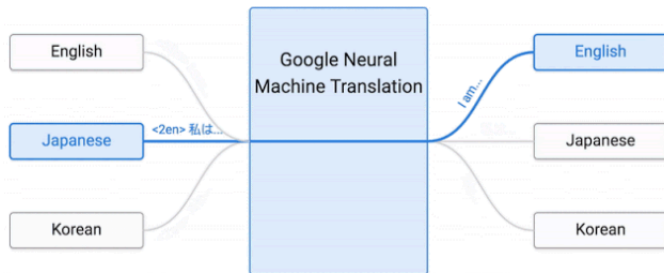 English
Japanese
Korean
<2en> 私は...
Google Neural
Machine Translation
I am...
English
Japanese
Korean